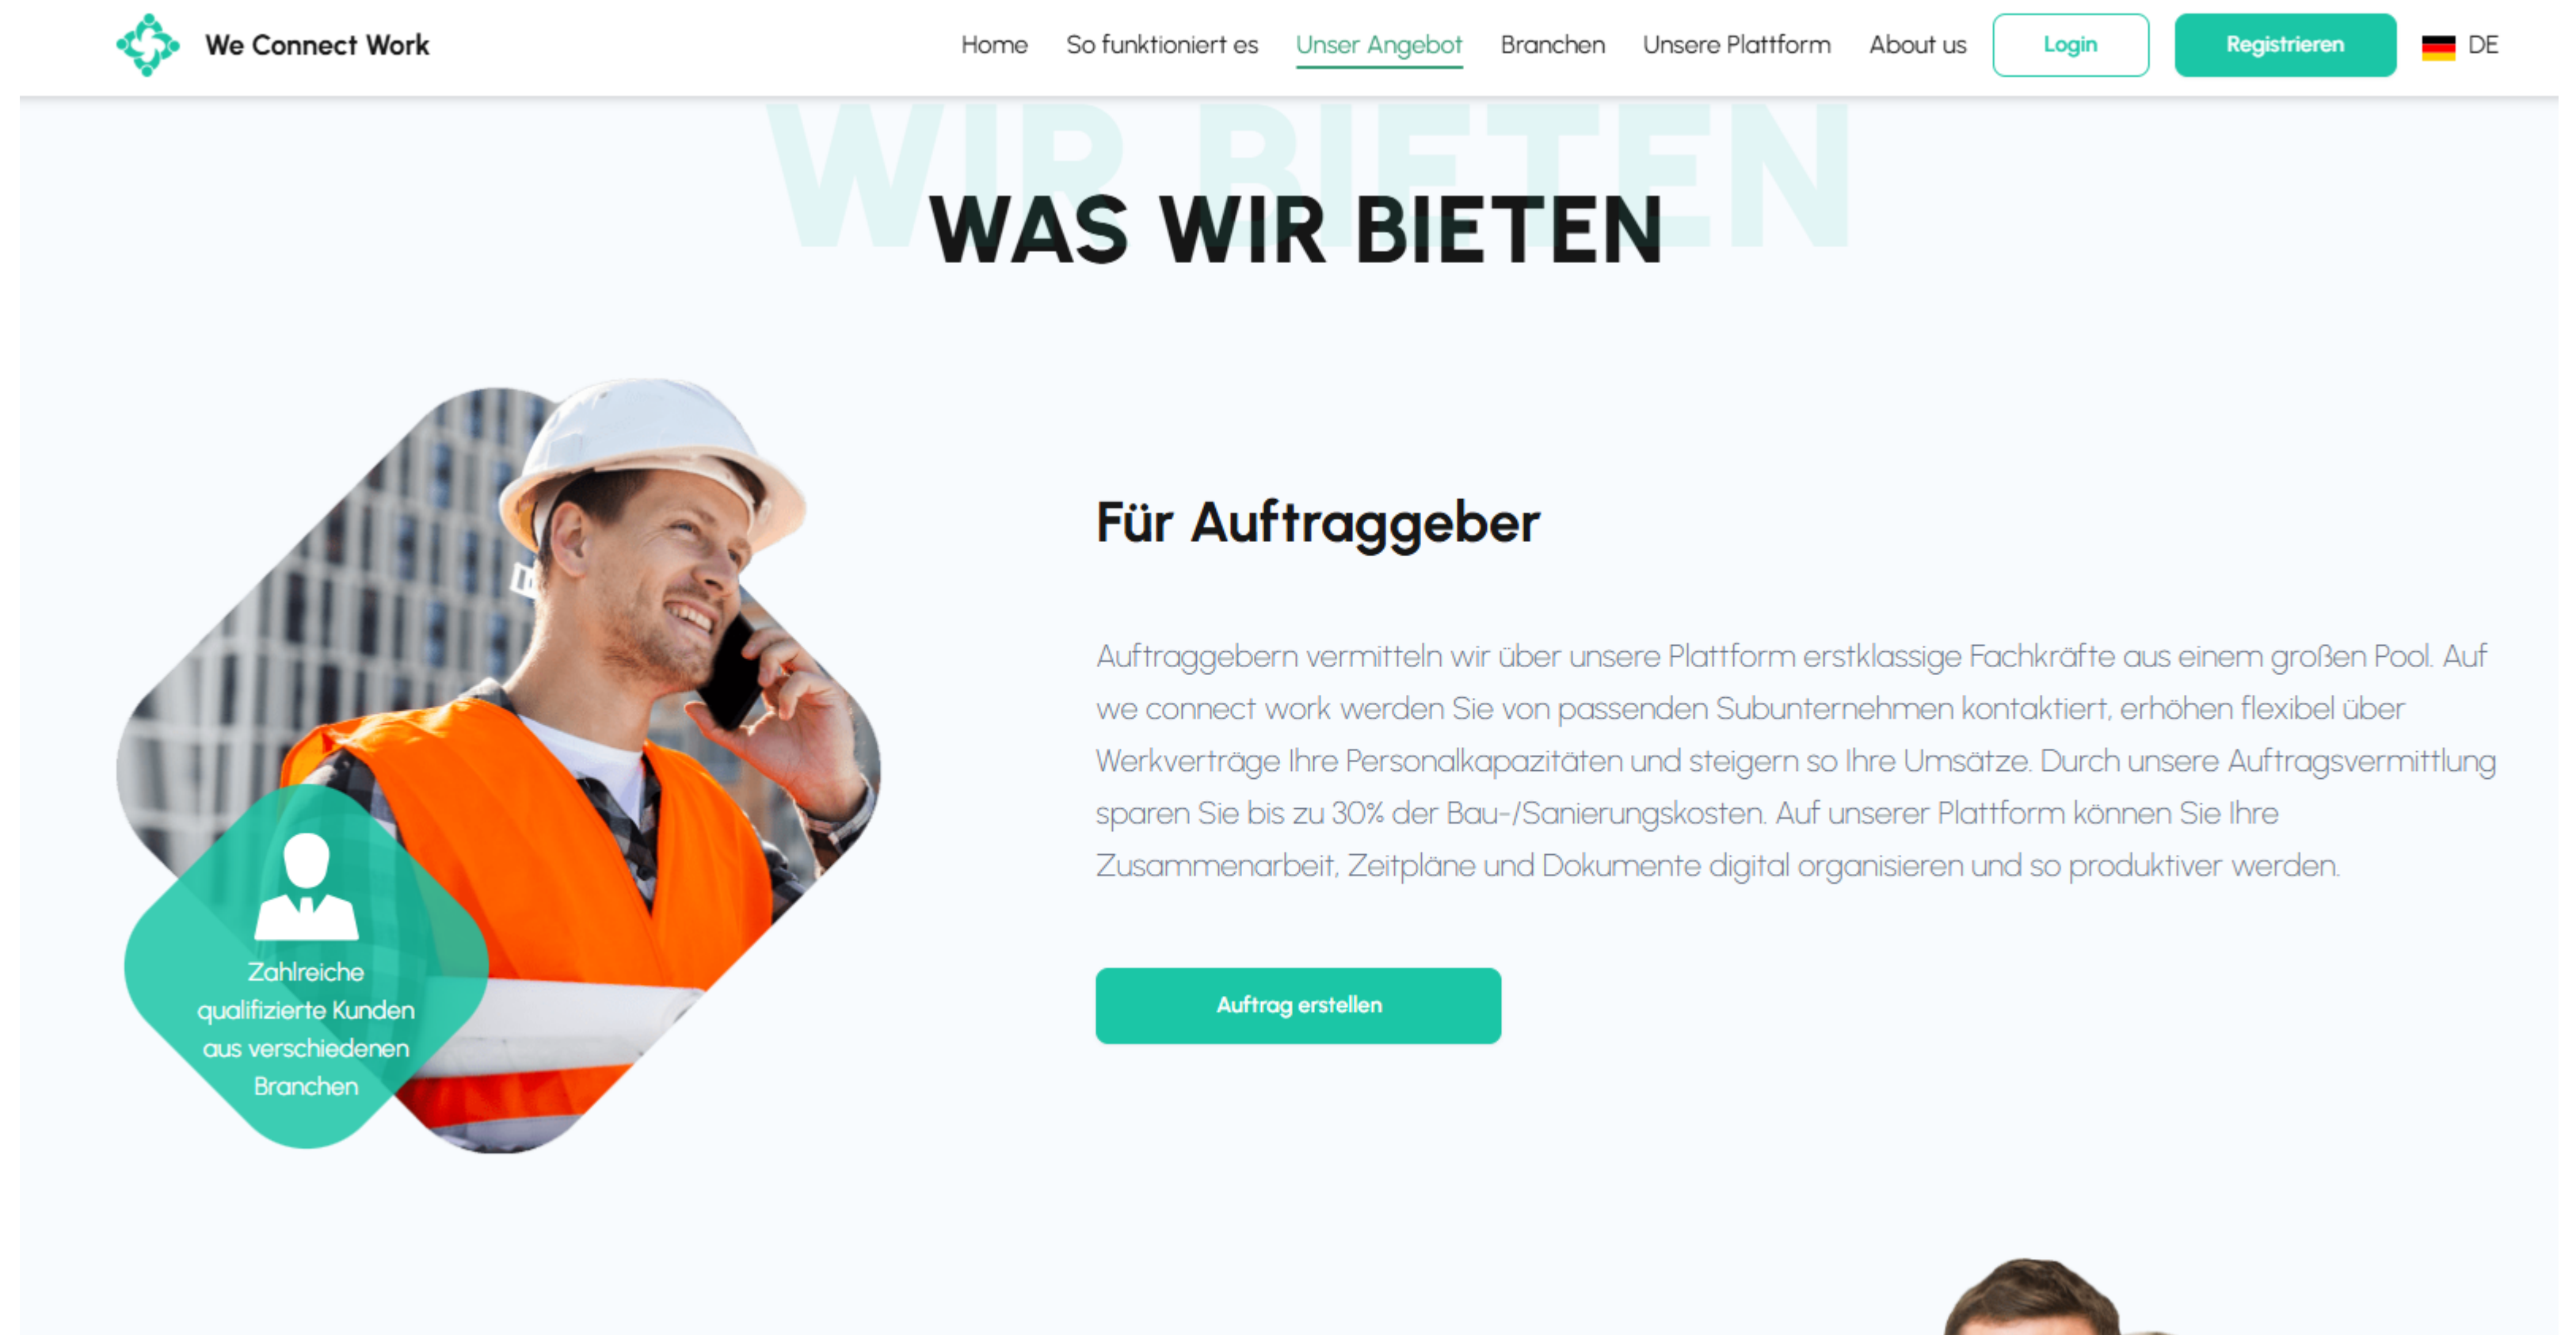 We Connect Work
Home
So funktioniert es
Unser Angebot
Branchen
Unsere Plattform
About us
Login
Registrieren
DE
WIR BIETEN
WAS WIR BIETEN
Für Auftraggeber
Auftraggebern vermitteln wir über unsere Plattform erstklassige Fachkräfte aus einem großen Pool. Auf
we connect work werden Sie von passenden Subunternehmen kontaktiert, erhöhen flexibel über
Werkverträge Ihre Personalkapazitäten und steigern so Ihre Umsätze. Durch unsere Auftragsvermittlung
sparen Sie bis zu 30% der Bau-/Sanierungskosten. Auf unserer Plattform können Sie Ihre
Zusammenarbeit, Zeitpläne und Dokumente digital organisieren und so produktiver werden.
Auftrag erstellen
Zahlreiche
qualifizierte Kunden
aus verschiedenen
Branchen